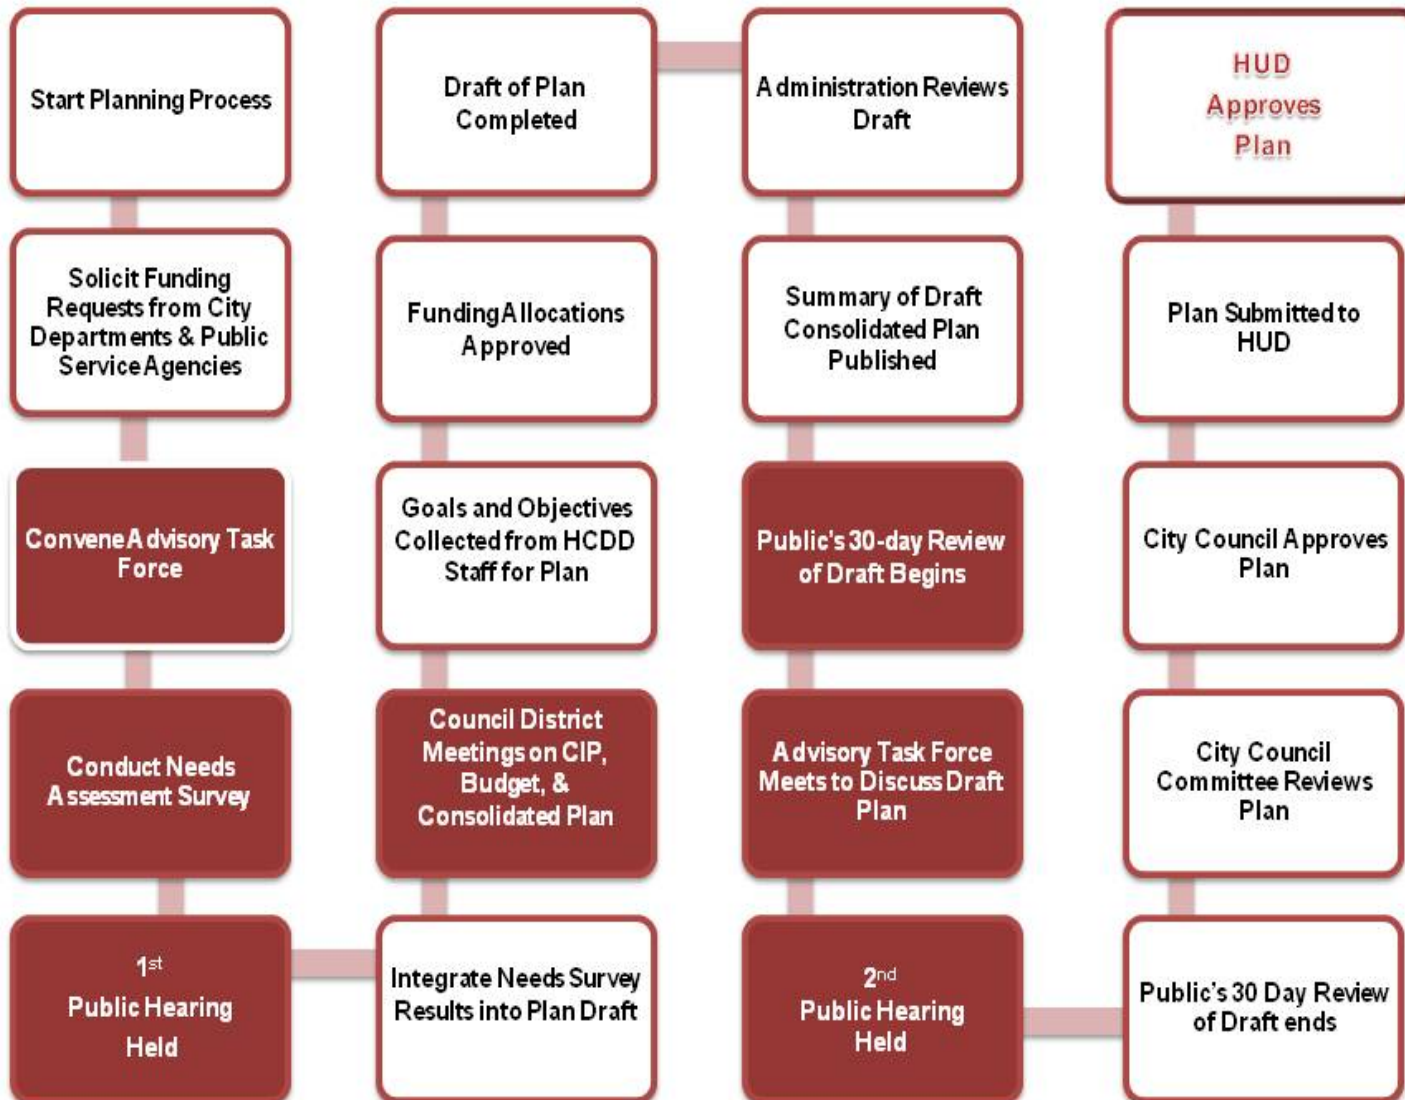 Start Planning Process
Solicit Funding
Requests from City
Departments & Public
Service Agencies
Convene Advisory Task
Force
Conduct Needs
Assessment Survey
1st
Public Hearing
Held
Integrate Needs Survey
Results into Plan Draft
Council District
Meetings on CIP,
Budget, &
Consolidated Plan
Goals and Objectives
Collected from HCDD
Staff for Plan
Funding Allocations
Approved
Draft of Plan
Completed
Administration Reviews
Draft
Summary of Draft
Consolidated Plan
Published
Public's 30-day Review
of Draft Begins
Advisory Task Force
Meets to Discuss Draft
Plan
2nd
Public Hearing
Held
Public's 30 Day Review
of Draft ends
City Council
Committee Reviews
Plan
City Council Approves
Plan
Plan Submitted to
HUD
HUD
Approves
Plan